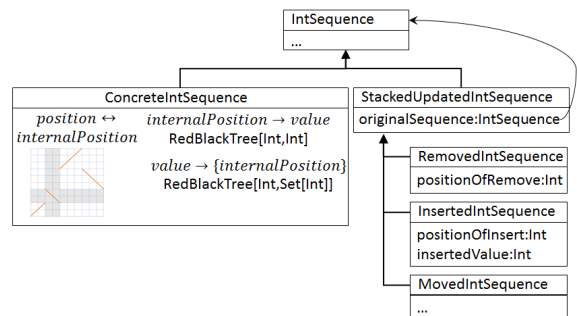 IntSequence
...
ConcreteIntSequence
position ↔ internalPosition → value
internalPosition RedBlackTree[Int,Int]
value → {internalPosition}
RedBlackTree[Int,Set[Int]]
StackedUpdatedIntSequence
originalSequence:IntSequence
RemovedIntSequence
positionOfRemove:Int
InsertedIntSequence
positionOfInsert:Int
insertedValue:Int
MovedIntSequence
...